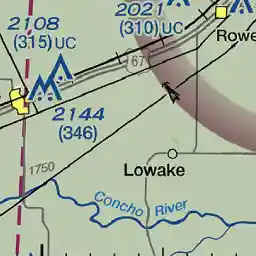 2108
(315) UC
2021
(310) UC
Rowe
67
2144
(346)
1750
Lowake
Concho River